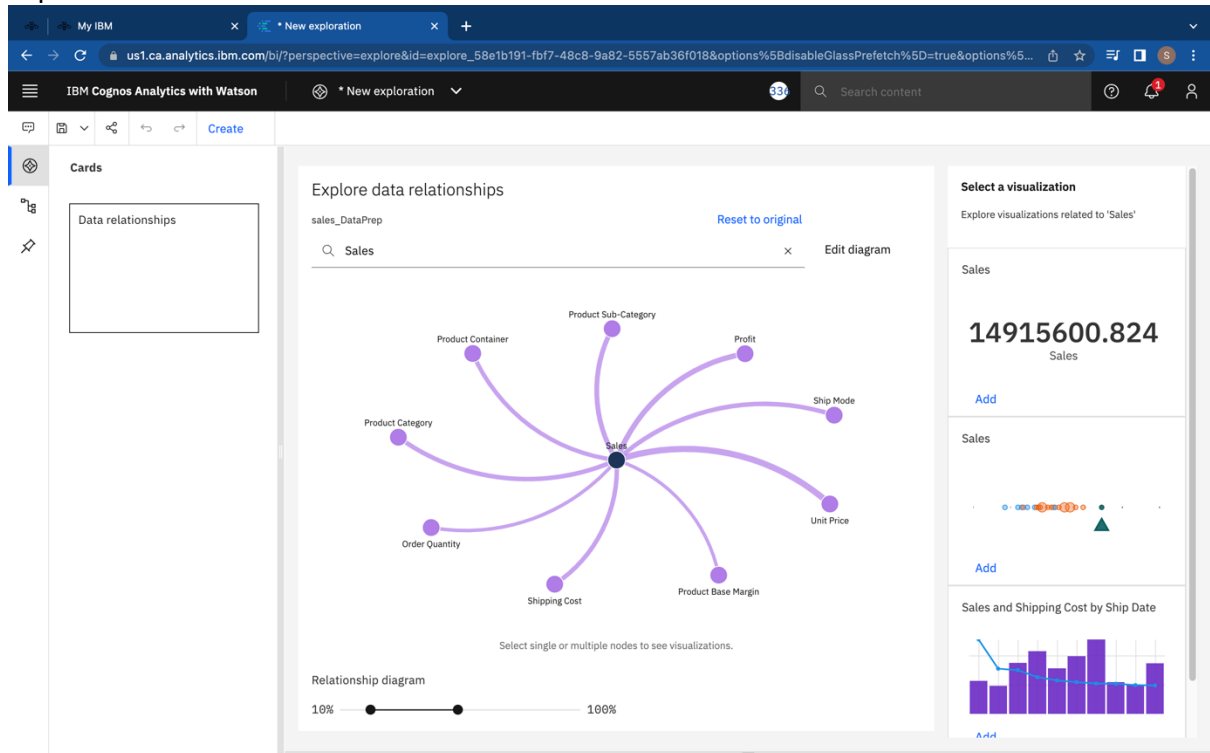 My IBM
* New exploration
us1.ca.analytics.ibm.com/bi/?perspective=explore&id=explore_58e1b191-fbf7-48c8-9a82-5557ab36f018&options%5BdisableGlassPrefetch%5D=true&options%5...
S
IBM Cognos Analytics with Watson
* New exploration
336
Search content
1
Create
Cards
Data relationships
Explore data relationships
sales_DataPrep
Reset to original
Sales
Edit diagram
Product Sub-Category
Product Container
Profit
Ship Mode
Product Category
Sales
Unit Price
Order Quantity
Product Base Margin
Shipping Cost
Select single or multiple nodes to see visualizations.
Relationship diagram
10%
100%
Select a visualization
Explore visualizations related to 'Sales'
Sales
14915600.824
Sales
Add
Sales
Add
Sales and Shipping Cost by Ship Date
Add